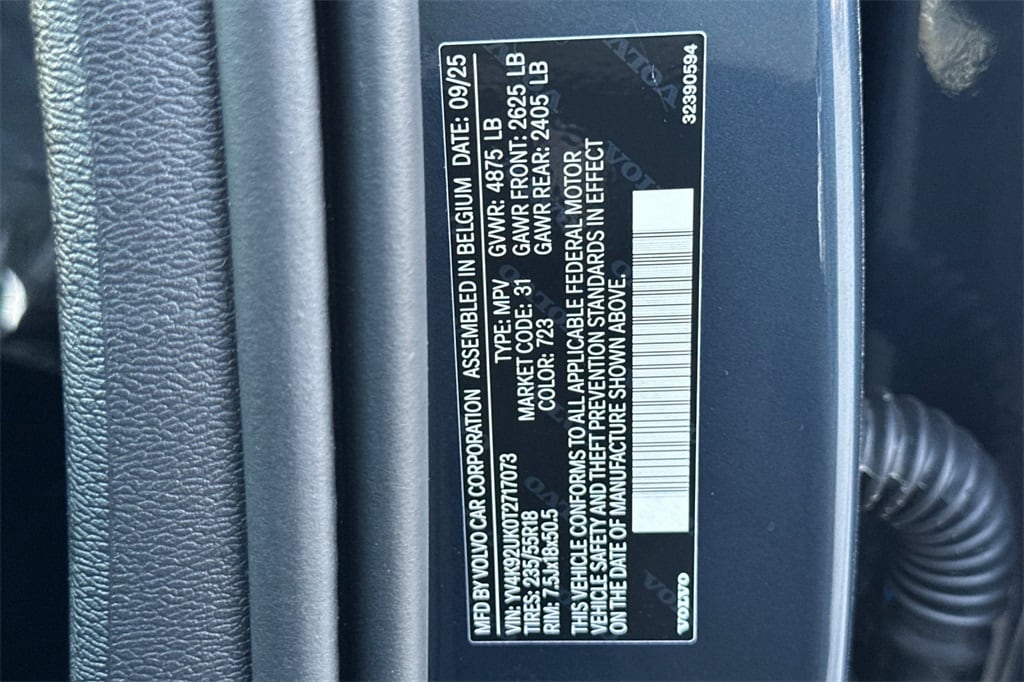 MFD BY VOLVO CAR CORPORATION ASSEMBLED IN BELGIUM DATE: 09/25
VIN: YV4K92UK0T2717073 TYPE: MPV GVWR: 4875 LB
TIRES: 235/55R18 MARKET CODE: 31 GAWR FRONT: 2625 LB
RIM: 7.5Jx18x50.5 COLOR: 723 GAWR REAR: 2405 LB
THIS VEHICLE CONFORMS TO ALL APPLICABLE FEDERAL MOTOR
VEHICLE SAFETY AND THEFT PREVENTION STANDARDS IN EFFECT
ON THE DATE OF MANUFACTURE SHOWN ABOVE.
VOLVO 32390594